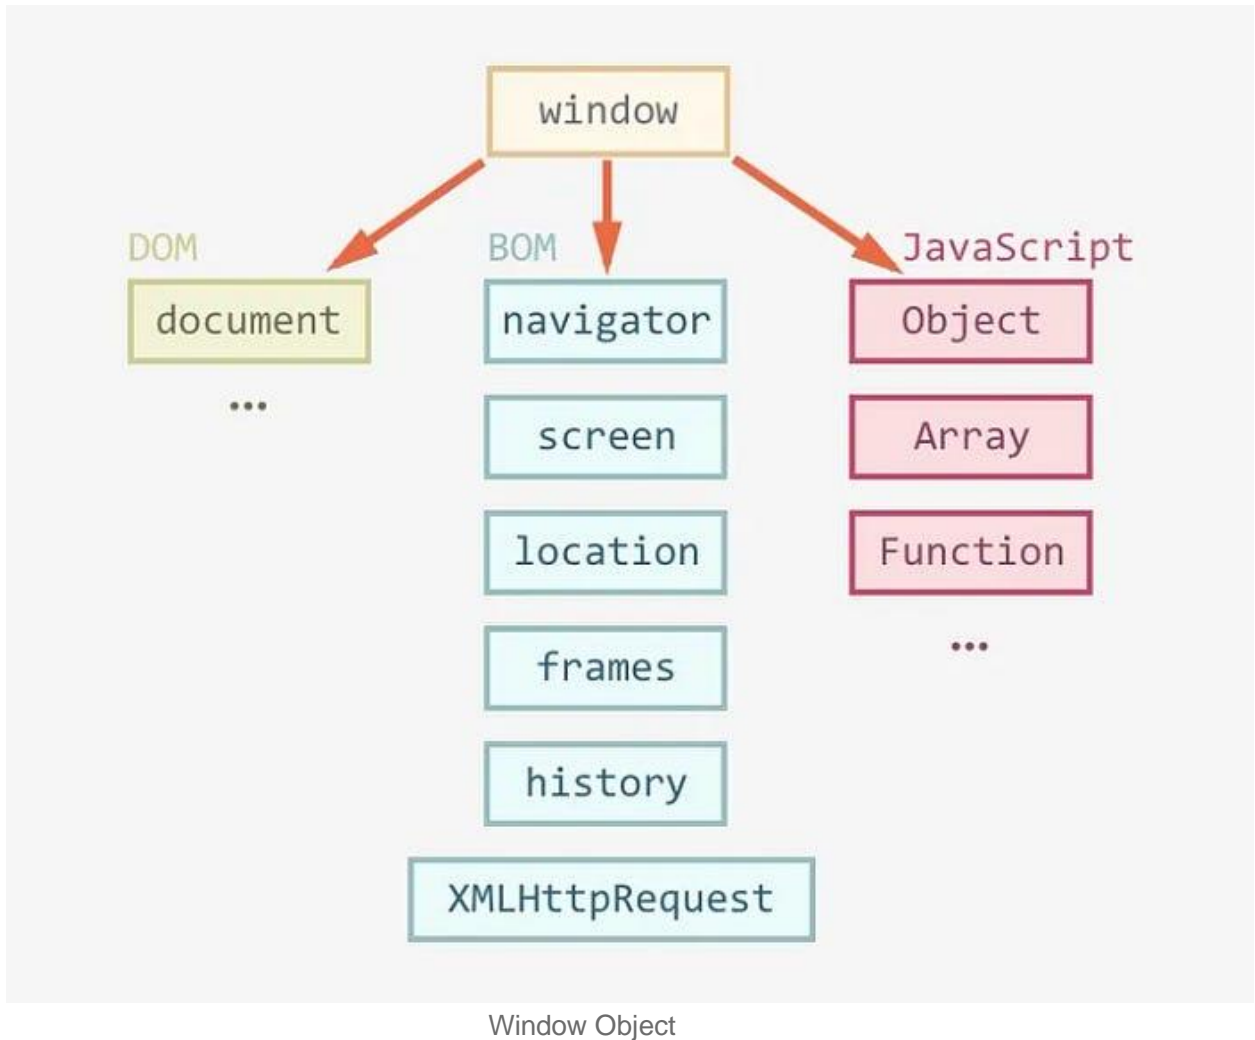 window
DOM
document
...
BOM
navigator
screen
location
frames
history
XMLHttpRequest
JavaScript
Object
Array
Function
...
Window Object